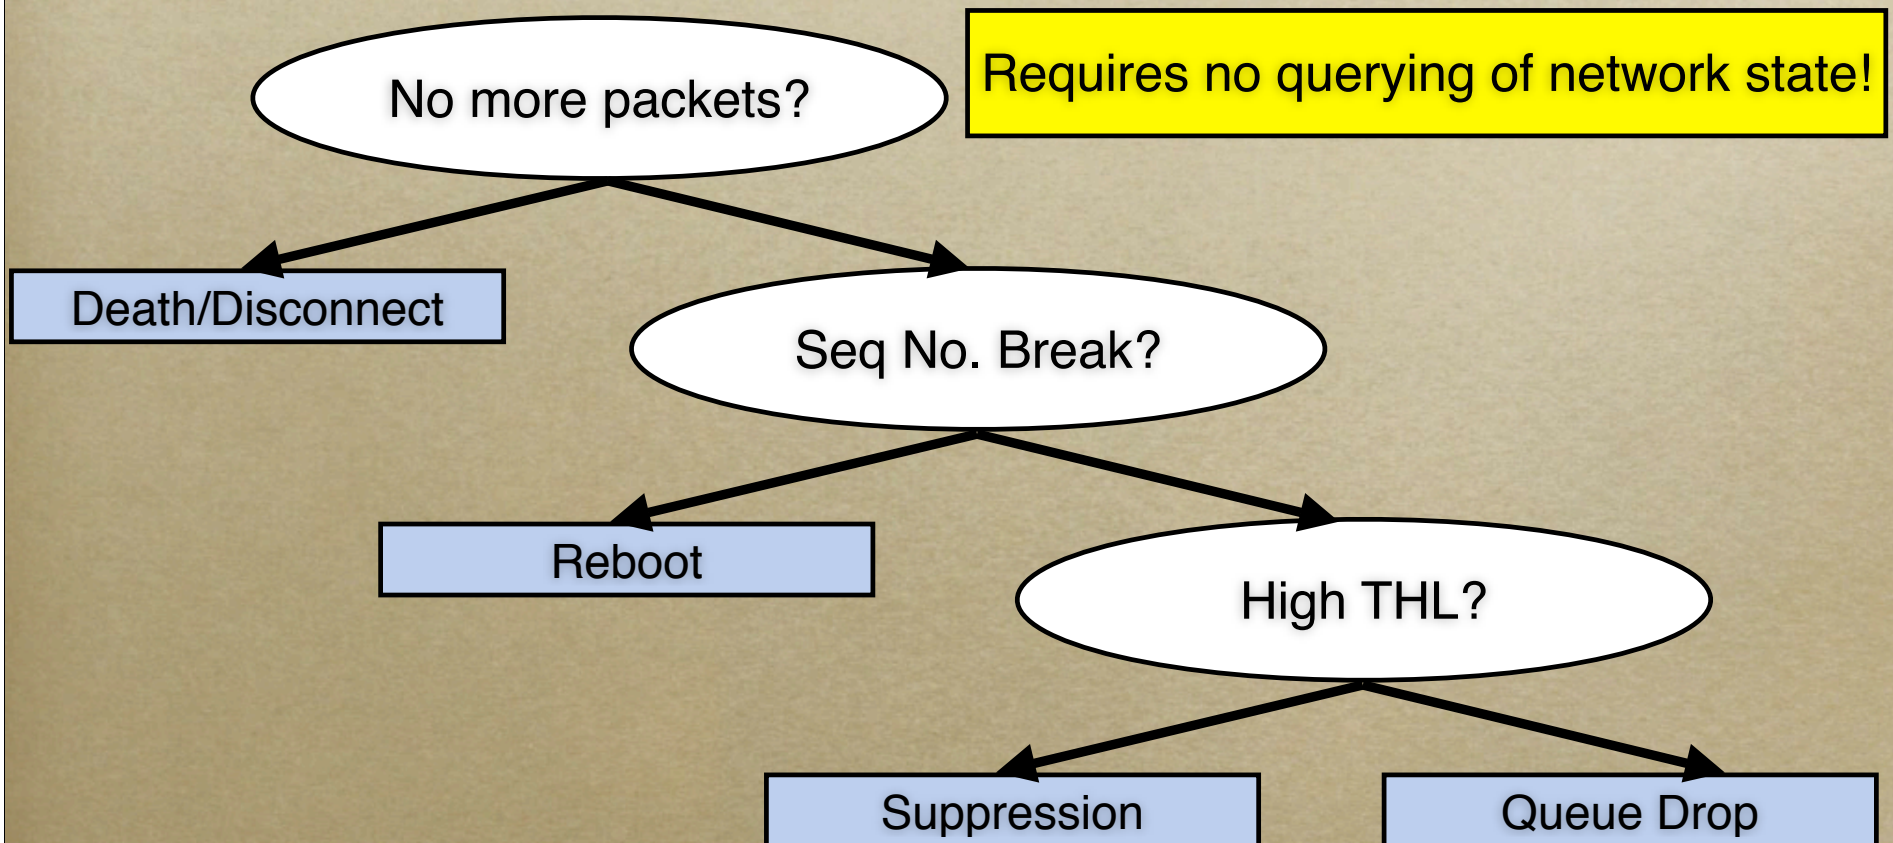 No more packets?
Requires no querying of network state!
Death/Disconnect
Seq No. Break?
Reboot
High THL?
Suppression
Queue Drop